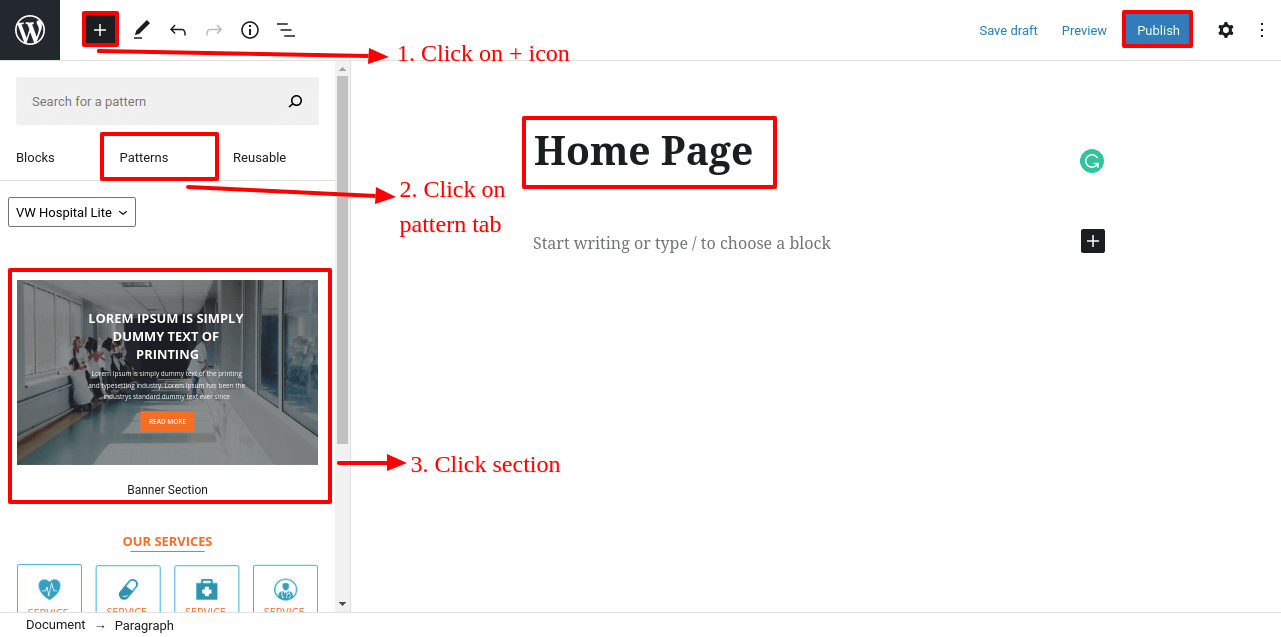 Save draft
Preview
Publish
1. Click on + icon
Search for a pattern
Blocks
Patterns
Reusable
Home Page
2. Click on
pattern tab
VW Hospital Lite
Start writing or type / to choose a block
LOREM IPSUM IS SIMPLY
DUMMY TEXT OF
PRINTING
Lorem Ipsum is simply dummy text of the printing
and typesetting industry. Lorem Ipsum has been the
industrys standard dummy text ever since
READ MORE
3. Click section
Banner Section
OUR SERVICES
SERVICE SERVICE SERVICE SERVICE
Document → Paragraph